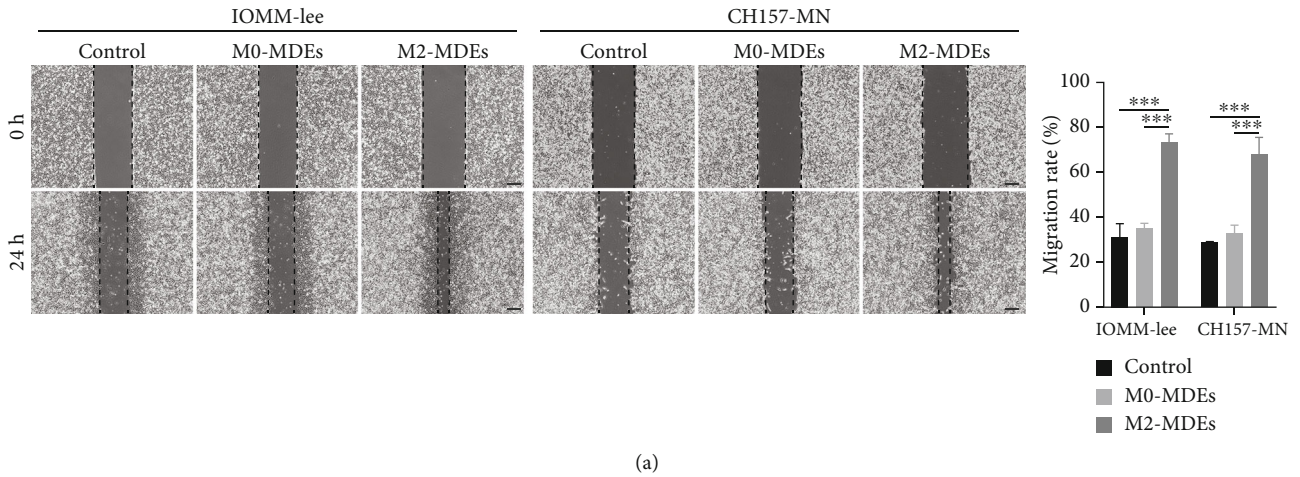 IOMM-lee CH157-MN
Control M0-MDEs M2-MDEs Control M0-MDEs M2-MDEs
0 h
24 h
Migration rate (%)
100
80
60
40
20
0
*** ***
*** ***
IOMM-lee CH157-MN
Control
M0-MDEs
M2-MDEs
(a)